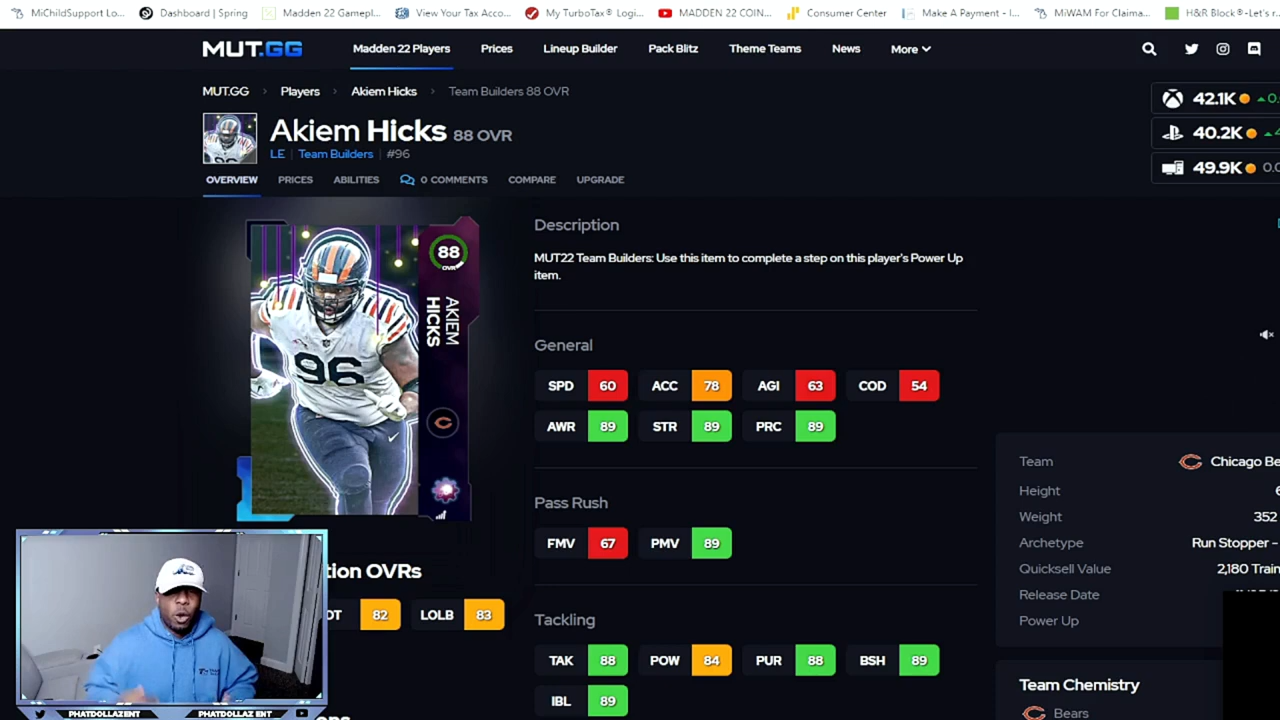 MiChildSupport Lo...
Dashboard | Spring
Madden 22 Gamepl...
View Your Tax Acco...
My TurboTax® Logi...
MADDEN 22 COIN...
Consumer Center
Make A Payment - I...
MiWAM For Claima...
H&R Block®-Let's r...
MUT.GG
Madden 22 Players
Prices
Lineup Builder
Pack Blitz
Theme Teams
News
More
MUT.GG > Players > Akiem Hicks > Team Builders 88 OVR
Akiem Hicks 88 OVR
LE | Team Builders | #96
42.1K
40.2K
49.9K 0.0
OVERVIEW
PRICES
ABILITIES
0 COMMENTS
COMPARE
UPGRADE
88
OVR
AKIEM
HICKS
96
Description
MUT22 Team Builders: Use this item to complete a step on this player's Power Up
item.
General
SPD 60 ACC 78 AGI 63 COD 54
AWR 89 STR 89 PRC 89
Pass Rush
FMV 67 PMV 89
Tackling
TAK 88 POW 84 PUR 88 BSH 89
IBL 89
tion OVRs
OT 82 LOLB 83
Team Chicago Be
Height 6
Weight 352
Archetype Run Stopper -
Quicksell Value 2,180 Train
Release Date
Power Up
Team Chemistry
Bears
PHATDOLLAZENT
PHATDOLLAZ ENT